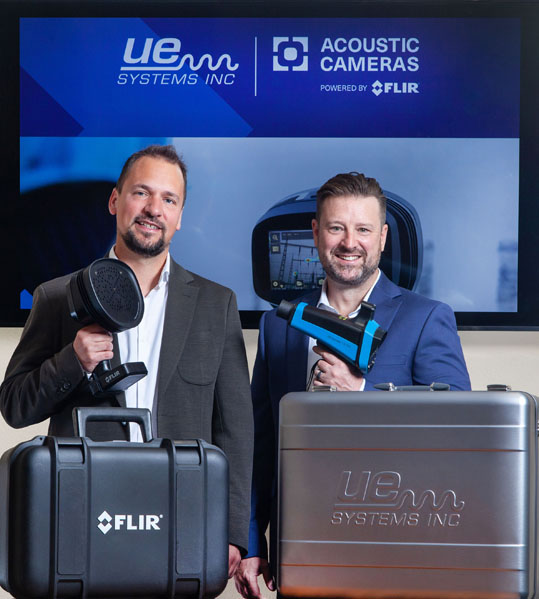 ue
SYSTEMS INC
ACOUSTIC
CAMERAS
POWERED BY FLIR
FLIR
FLIR
ue
SYSTEMS INC